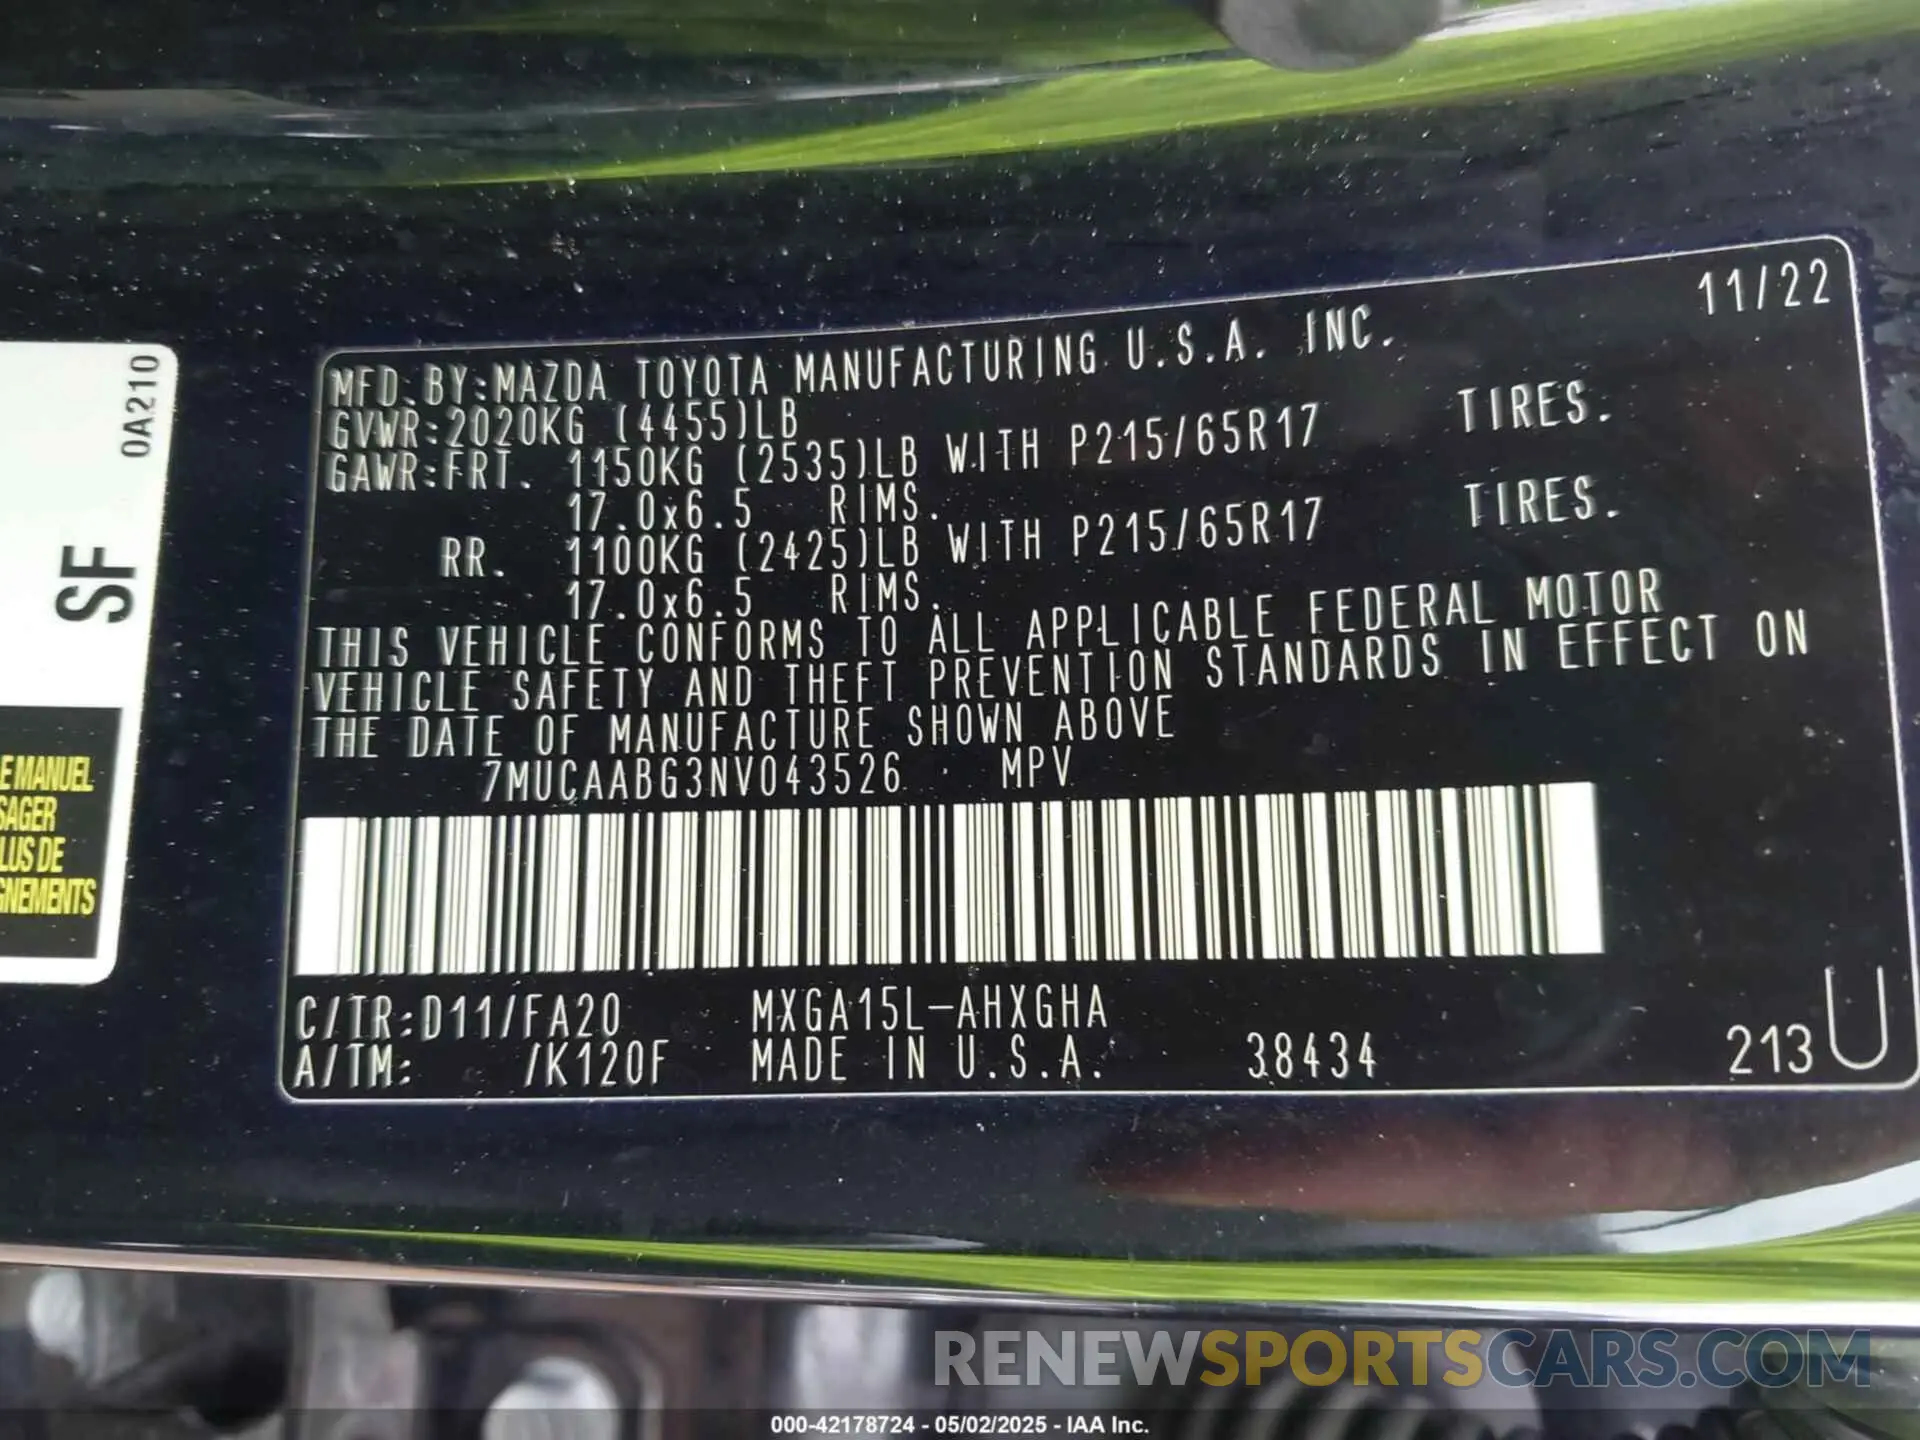 0A210
SF
E MANUEL
SAGER
LUS DE
GNEMENTS
11/22
MFD.BY:MAZDA TOYOTA MANUFACTURING U.S.A. INC.
GVWR:2020KG (4455)LB
GAWR:FRT. 1150KG (2535)LB WITH P215/65R17 TIRES.
17.0x6.5 RIMS.
RR. 1100KG (2425)LB WITH P215/65R17 TIRES.
17.0x6.5 RIMS.
THIS VEHICLE CONFORMS TO ALL APPLICABLE FEDERAL MOTOR
VEHICLE SAFETY AND THEFT PREVENTION STANDARDS IN EFFECT ON
THE DATE OF MANUFACTURE SHOWN ABOVE
7MUCAABG3NV043526 MPV
C/TR:D11/FA20 MXGA15L-AHXGHA
A/TM: /K120F MADE IN U.S.A. 38434 213U
RENEWSPORTSCARS.COM
000-42178724 - 05/02/2025 - IAA Inc.